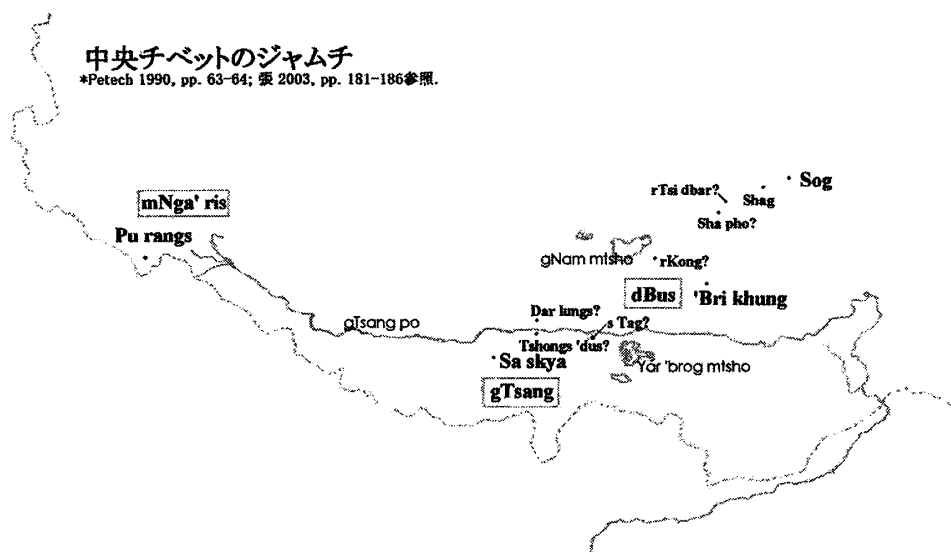 中央チベットのジャムチ
*Petech 1990, pp. 63-64; 張 2003, pp. 181-186参照.
Sog
rTsi dbar?
Shag
mNga' ris
Sha pho?
Pu rangs
gNam mtsho
rKong?
dBus
'Bri khung
Dar lungs?
gTsang po
s Tag?
Tshongs 'dus?
Sa skya
Yar 'brog mtsho
gTsang